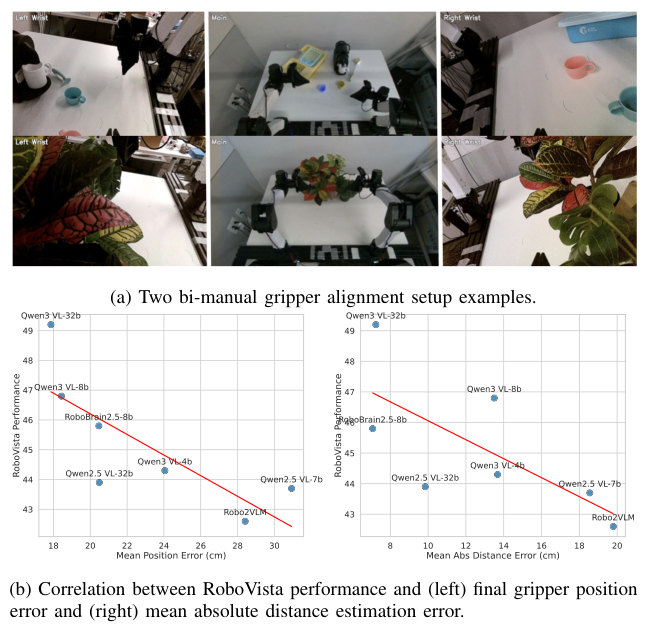 Left Wrist
Main
Right Wrist
Left Wrist
Main
Right Wrist
(a) Two bi-manual gripper alignment setup examples.
Qwen3 VL-32b
49
48
47
Qwen3 VL-8b
46
RoboBrain2.5-8b
45
Qwen2.5 VL-32b
Qwen3 VL-4b
44
Qwen2.5 VL-7b
43
Robo2VLM
RoboVista Performance
18 20 22 24 26 28 30
Mean Position Error (cm)
Qwen3 VL-32b
49
48
47
Qwen3 VL-8b
46
RoboBrain2.5-8b
45
Qwen2.5 VL-32b
Qwen3 VL-4b
44
Qwen2.5 VL-7b
43
Robo2VLM
RoboVista Performance
8 10 12 14 16 18 20
Mean Abs Distance Error (cm)
(b) Correlation between RoboVista performance and (left) final gripper position
error and (right) mean absolute distance estimation error.